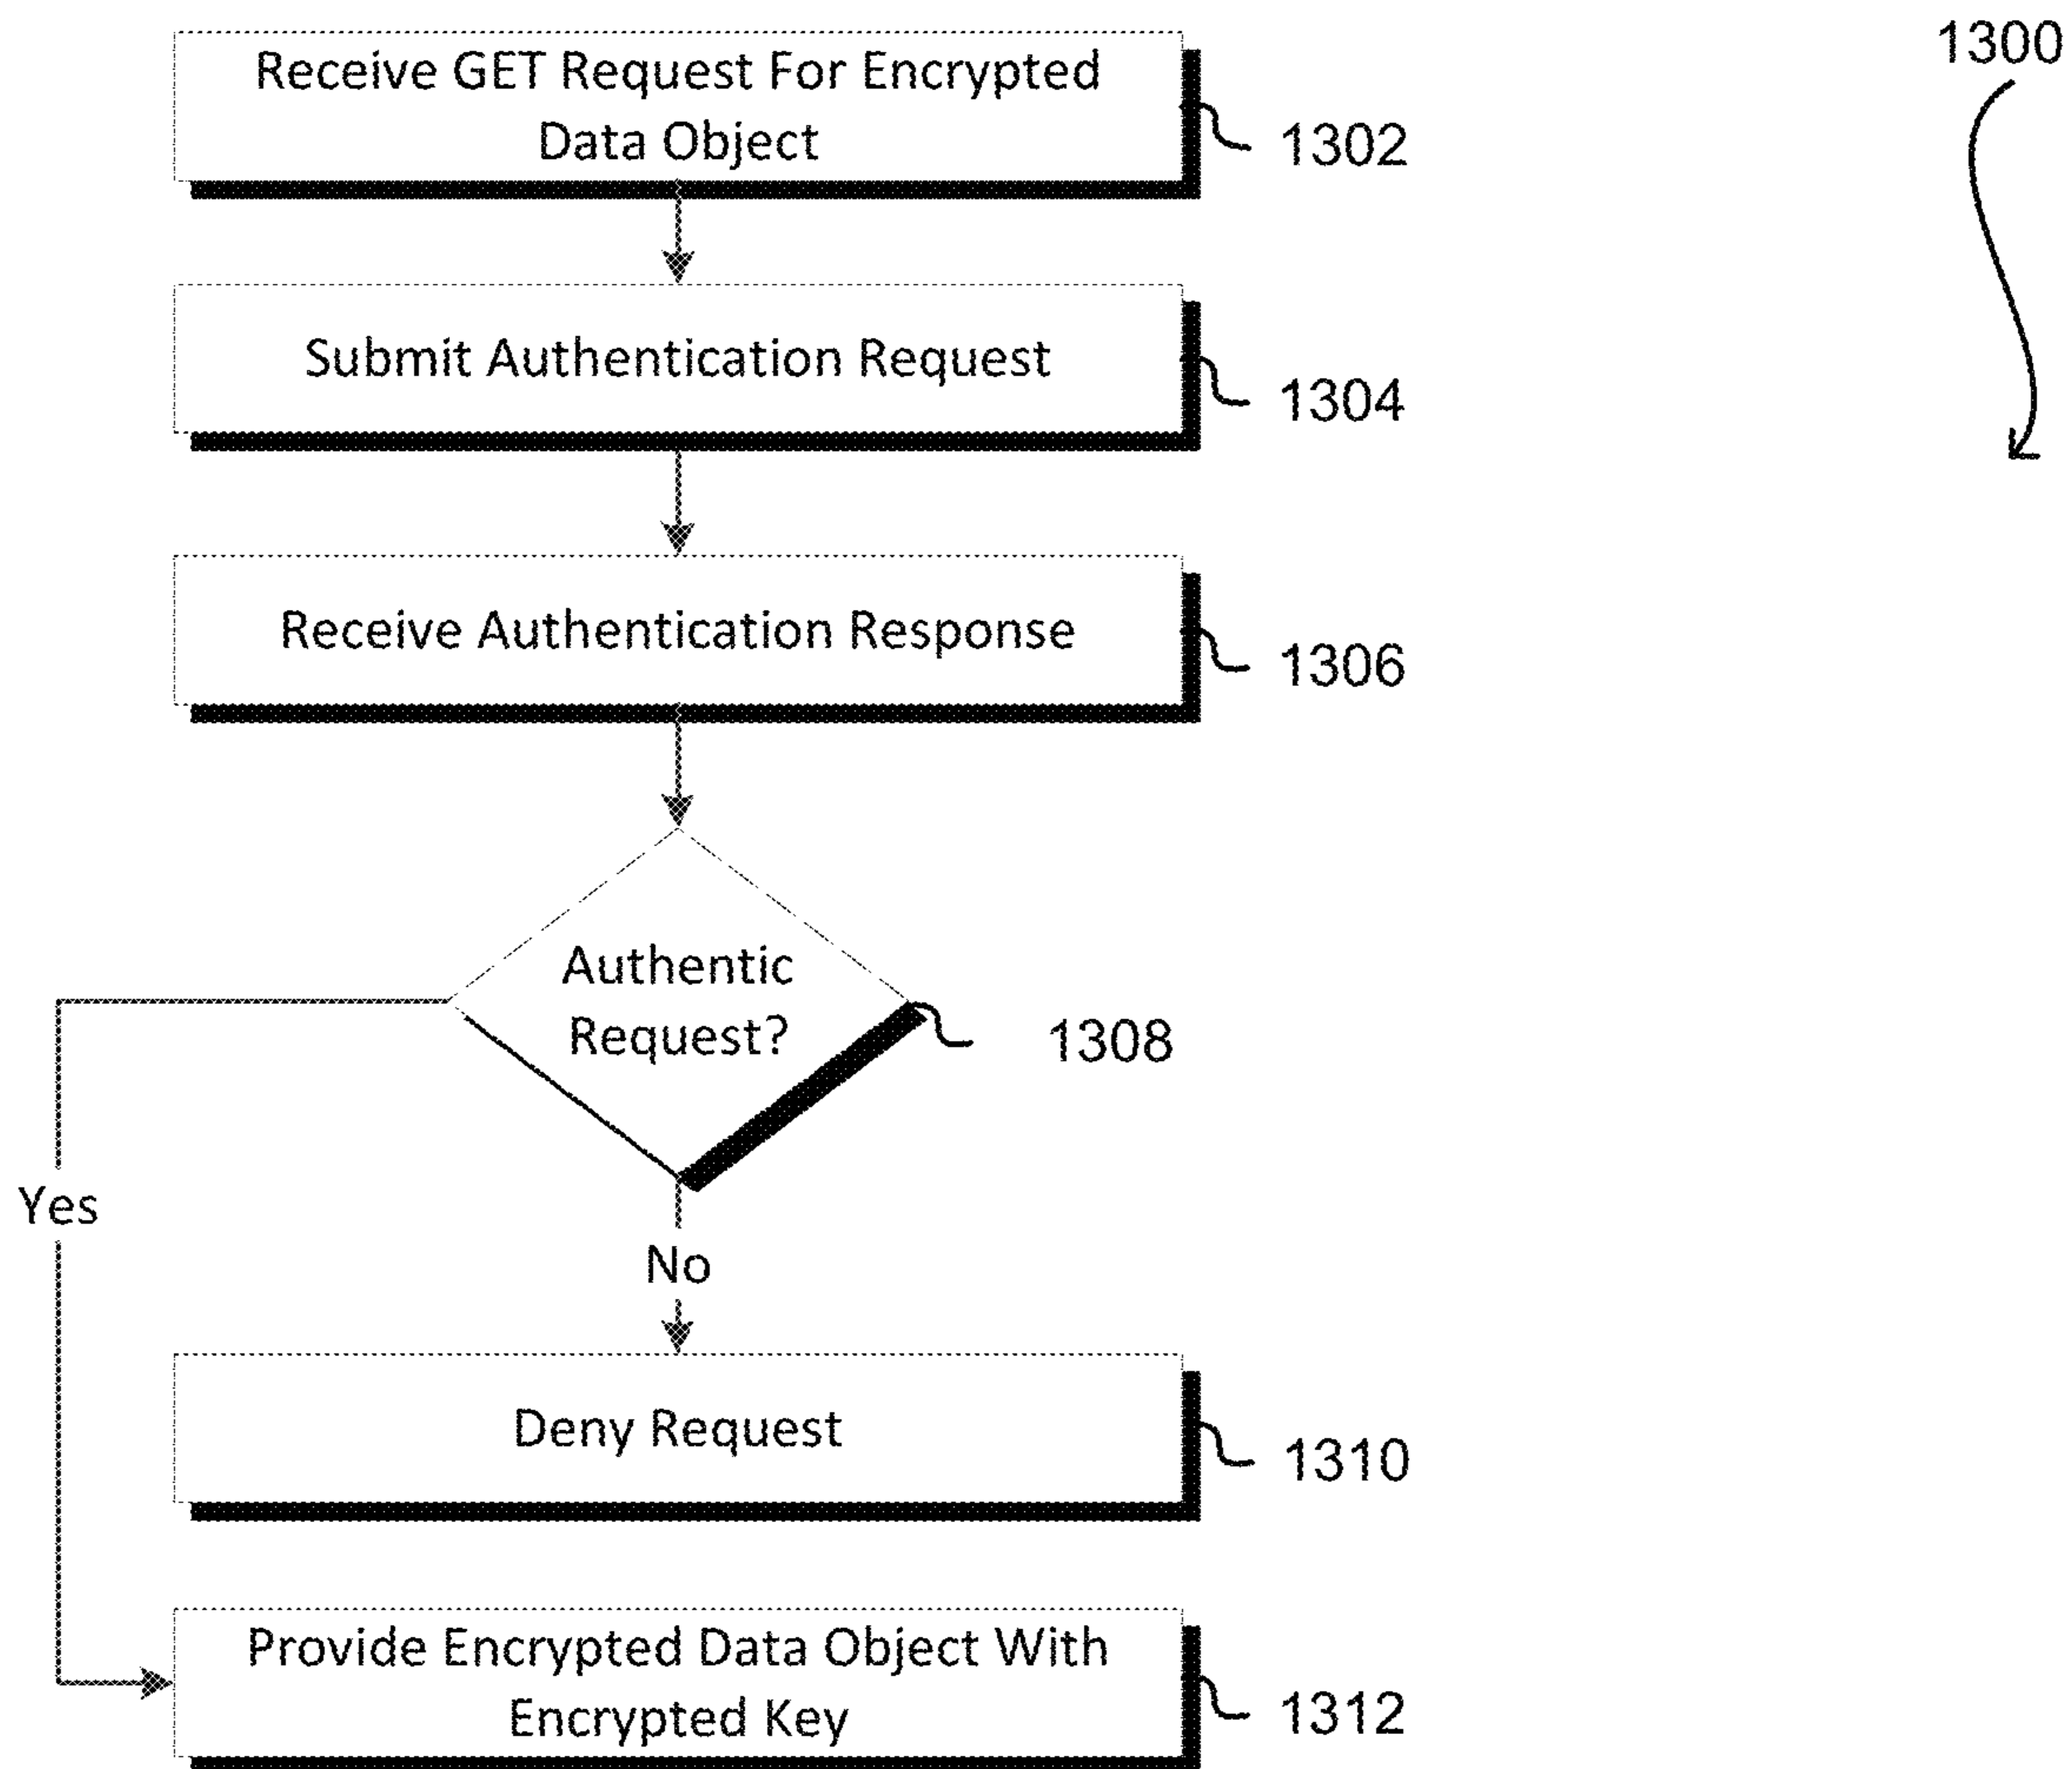 1300
Receive GET Request For Encrypted
Data Object
1302
Submit Authentication Request
1304
Receive Authentication Response
1306
Authentic
Request?
1308
Yes
No
Deny Request
1310
Provide Encrypted Data Object With
Encrypted Key
1312